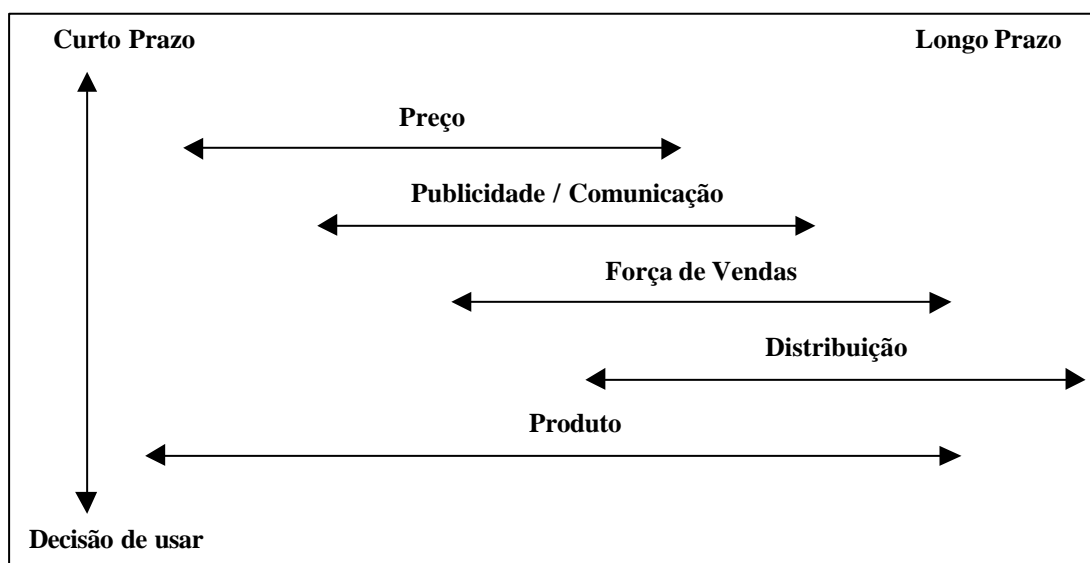 Curto Prazo
Longo Prazo
Preço
Publicidade / Comunicação
Força de Vendas
Distribuição
Produto
Decisão de usar